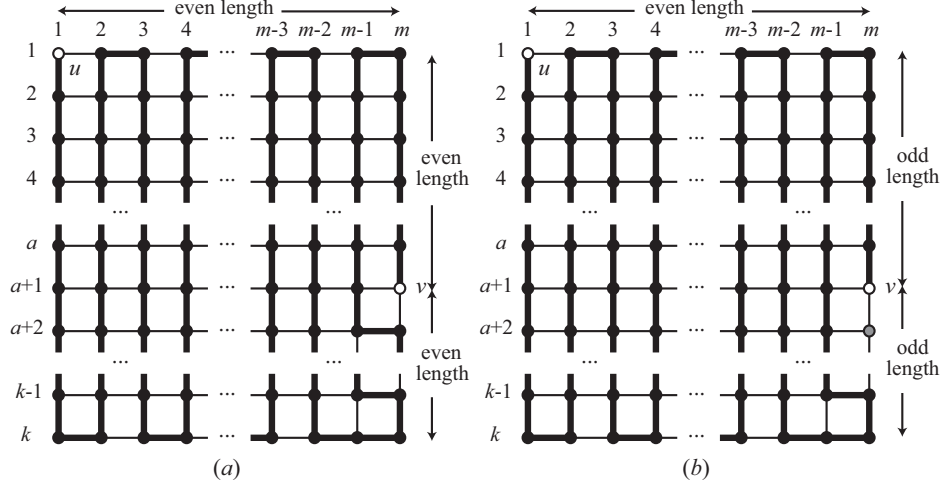 even length
1 2 3 4 ... m-3 m-2 m-1 m
1
u
2
3
even length
4
...
...
a
a+1
v
a+2
even length
...
...
k-1
...
k
...
(a)
even length
1 2 3 4 ... m-3 m-2 m-1 m
1
u
2
3
odd length
4
...
...
a
a+1
v
a+2
odd length
...
...
k-1
...
k
...
(b)